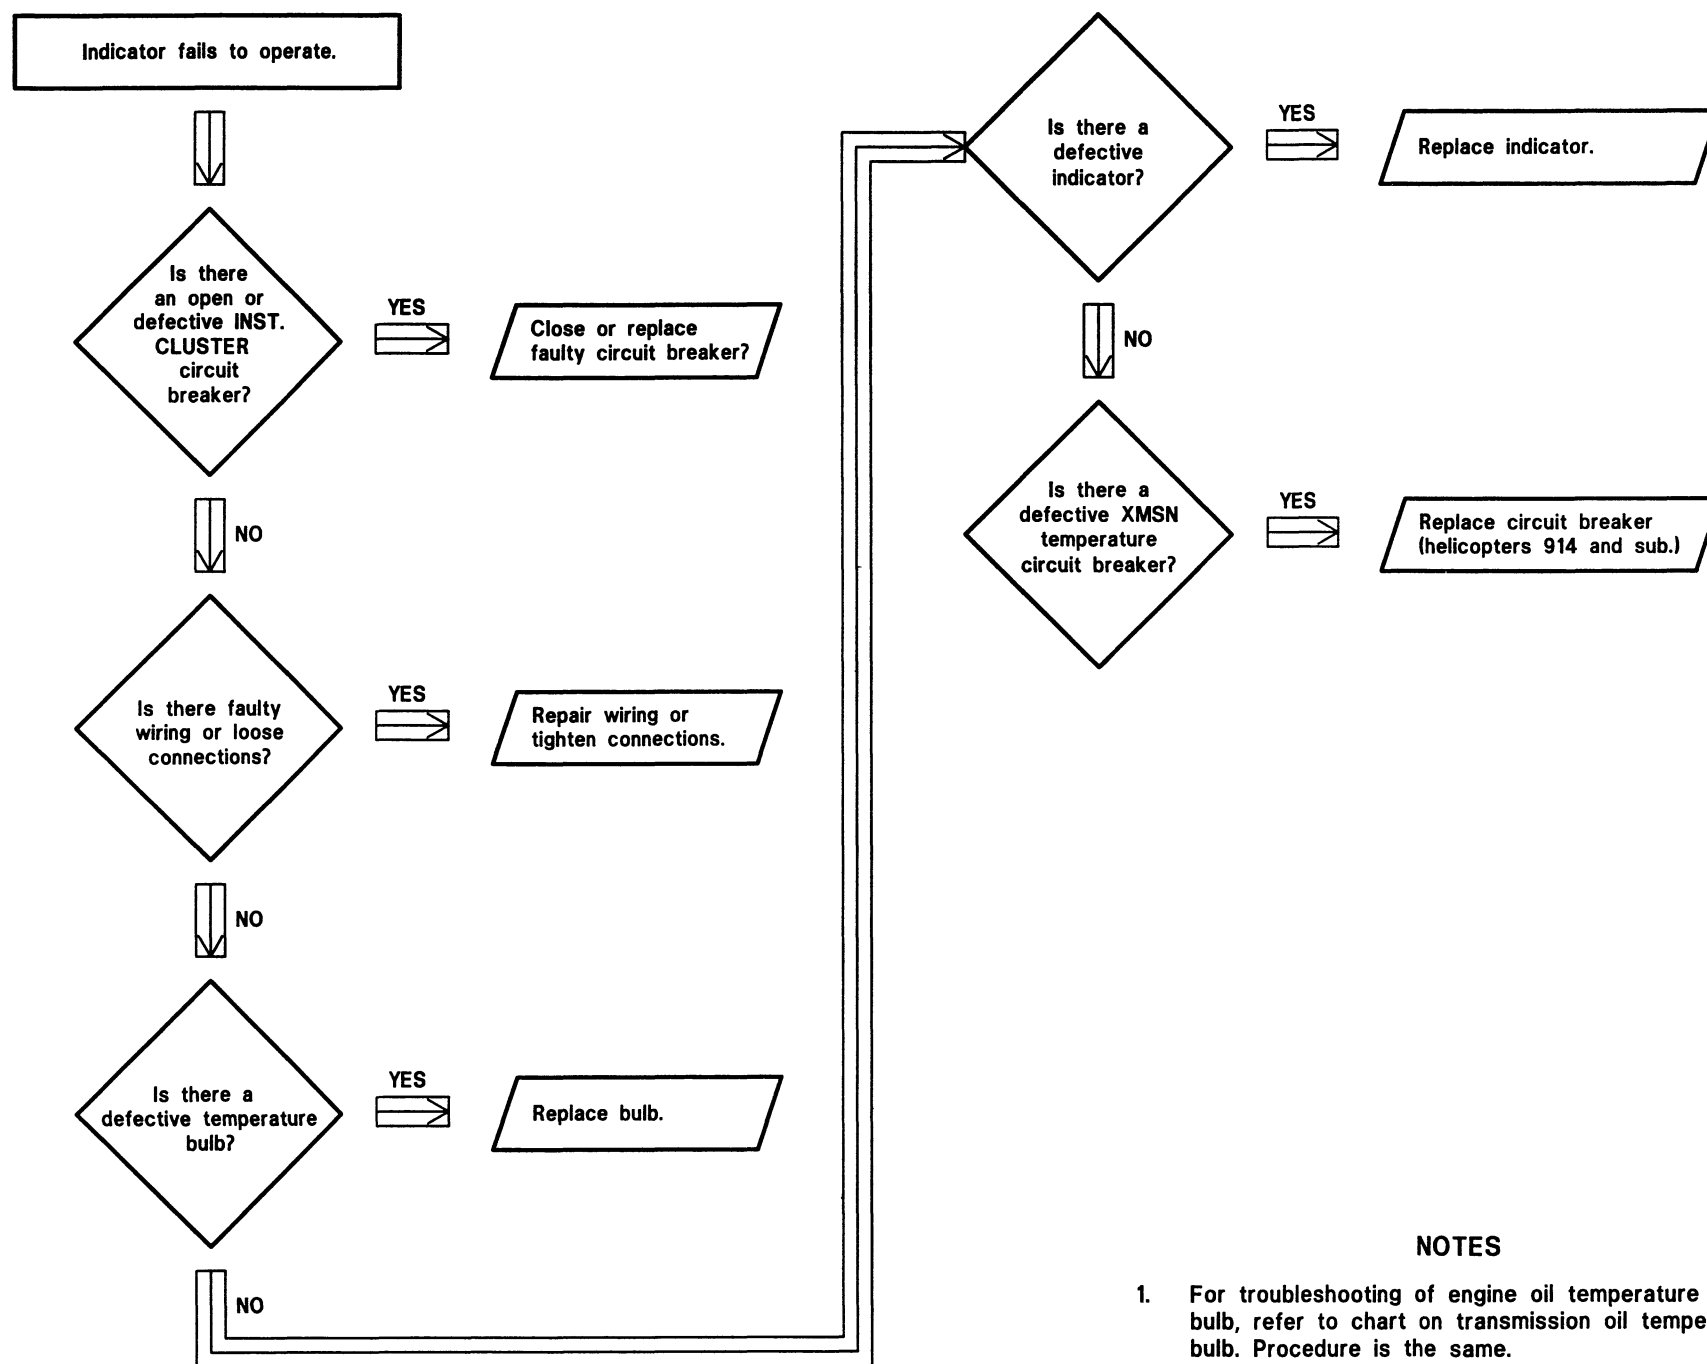 Indicator fails to operate.
Is there
an open or
defective INST.
CLUSTER
circuit
breaker?
YES
Close or replace
faulty circuit breaker?
NO
Is there faulty
wiring or loose
connections?
YES
Repair wiring or
tighten connections.
NO
Is there a
defective temperature
bulb?
YES
Replace bulb.
NO
Is there a
defective
indicator?
YES
Replace indicator.
NO
Is there a
defective XMSN
temperature
circuit breaker?
YES
Replace circuit breaker
(helicopters 914 and sub.)
NOTES
1. For troubleshooting of engine oil temperature
bulb, refer to chart on transmission oil tempe
bulb. Procedure is the same.